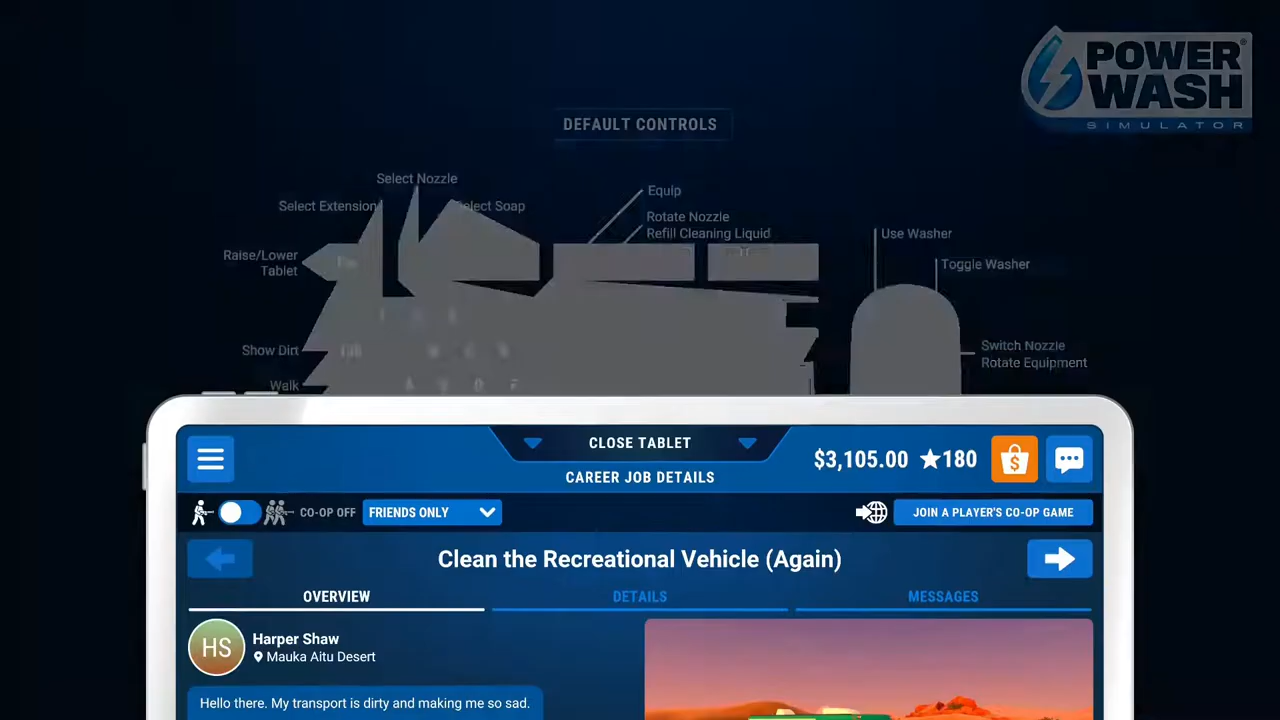 POWER
WASH
SIMULATOR
DEFAULT CONTROLS
Select Nozzle
Select Extension
Select Soap
Equip
Rotate Nozzle
Refill Cleaning Liquid
Raise/Lower
Tablet
Use Washer
Toggle Washer
Show Dirt
Switch Nozzle
Rotate Equipment
Walk
CLOSE TABLET
$3,105.00 ★180
CAREER JOB DETAILS
CO-OP OFF
FRIENDS ONLY
JOIN A PLAYER'S CO-OP GAME
Clean the Recreational Vehicle (Again)
OVERVIEW
DETAILS
MESSAGES
HS
Harper Shaw
Mauka Aitu Desert
Hello there. My transport is dirty and making me so sad.